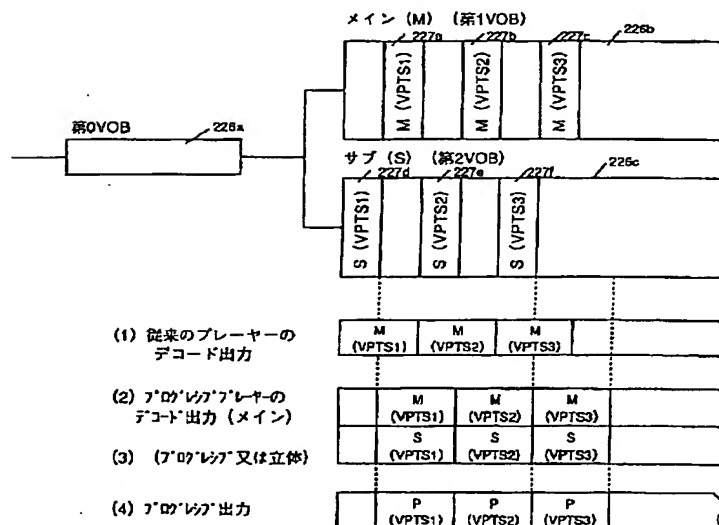 メイン (M) (第1VOB)
227a 227b 227c 226b
M (VPTS1) M (VPTS2) M (VPTS3)
第0VOB 226a
サブ (S) (第2VOB)
227d 227e 227f 226c
S (VPTS1) S (VPTS2) S (VPTS3)
(1) 従来のプレーヤーの
デコード出力
M M M
(VPTS1) (VPTS2) (VPTS3)
(2) プログレシブプレーヤーの
デコード出力 (メイン)
M M M
(VPTS1) (VPTS2) (VPTS3)
(3) (プログレシブ又は立体)
S S S
(VPTS1) (VPTS2) (VPTS3)
(4) プログレシブ出力
P P P
(VPTS1) (VPTS2) (VPTS3)